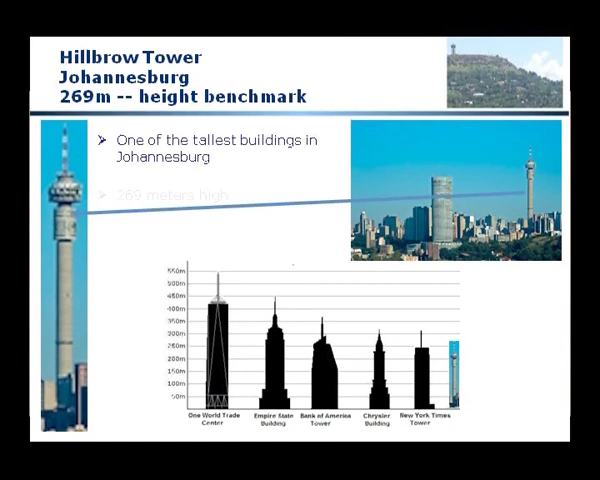 Hillbrow Tower
Johannesburg
269m -- height benchmark
One of the tallest buildings in
Johannesburg
269 meters high
550m
500m
450m
400m
350m
300m
250m
200m
150m
100m
50m
One World Trade Center
Empire State Building
Bank of America Tower
Chrysler Building
New York Times Tower